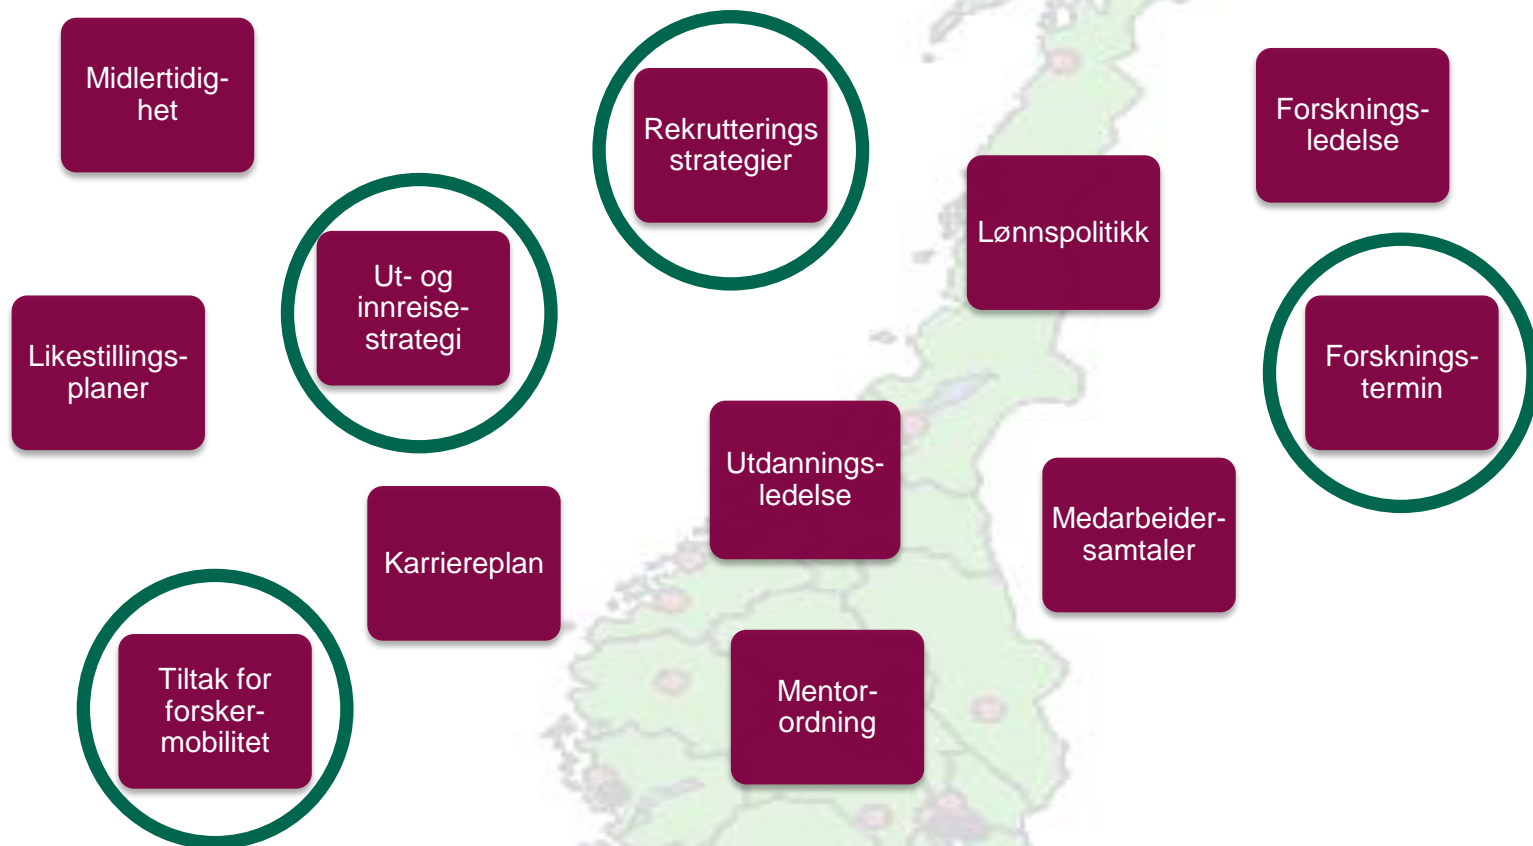 Midlertidig-
het
Rekrutterings
strategier
Forsknings-
ledelse
Lønnspolitikk
Ut- og
innreise-
strategi
Likestillings-
planer
Forsknings-
termin
Utdannings-
ledelse
Medarbeider-
samtaler
Karriereplan
Tiltak for
forsker-
mobilitet
Mentor-
ordning